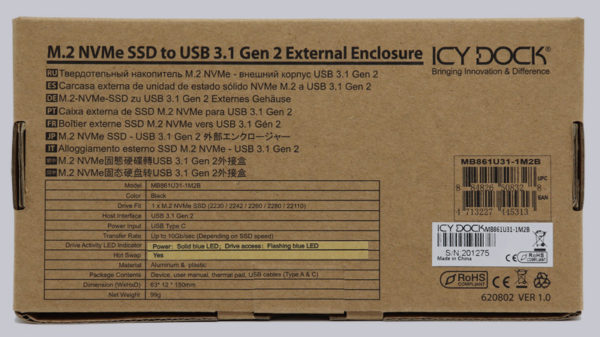 M.2 NVMe SSD to USB 3.1 Gen 2 External Enclosure
ICY DOCK®
Bringing Innovation & Difference
RU Твердотельный накопитель M.2 NVMe - внешний корпус USB 3.1 Gen 2
ES Carcasa externa de unidad de estado sólido NVMe M.2 a USB 3.1 Gen 2
DE M.2-NVMe-SSD zu USB 3.1 Gen 2 Externes Gehäuse
PT Caixa externa de SSD M.2 NVMe para USB 3.1 Gen 2
FR Boîtier externe SSD M.2 NVMe vers USB 3.1 Gen 2
JP M.2 NVMe SSD - USB 3.1 Gen 2 外部エンクロージャー
IT Alloggiamento esterno SSD M.2 NVMe - USB 3.1 Gen 2
M.2 NVMe固態硬碟轉USB 3.1 Gen 2外接盒
M.2 NVMe固态硬盘转USB 3.1 Gen 2外接盒
Model MB861U31-1M2B
Color Black
Drive Fit 1 x M.2 NVMe SSD (2230 / 2242 / 2260 / 2280 / 22110)
Host Interface USB 3.1 Gen 2
Power Input USB Type C
Transfer Rate Up to 10Gb/sec (Depending on SSD speed)
Drive Activity LED Indicator Power: Solid blue LED; Drive access: Flashing blue LED
Hot Swap Yes
Material Aluminum & plastic
Package Contents Device, user manual, thermal pad, USB cables (Type A & C)
Dimension (WxHxD) 63* 12 * 150mm
Net Weight 99g
MB861U31-1M2B
UPC
EAN
4 713227 145313
ICY DOCK MB861U31-1M2B
S/N 201275
Made in China
RoHS
COMPLIANT
CE FC
620802 VER 1.0